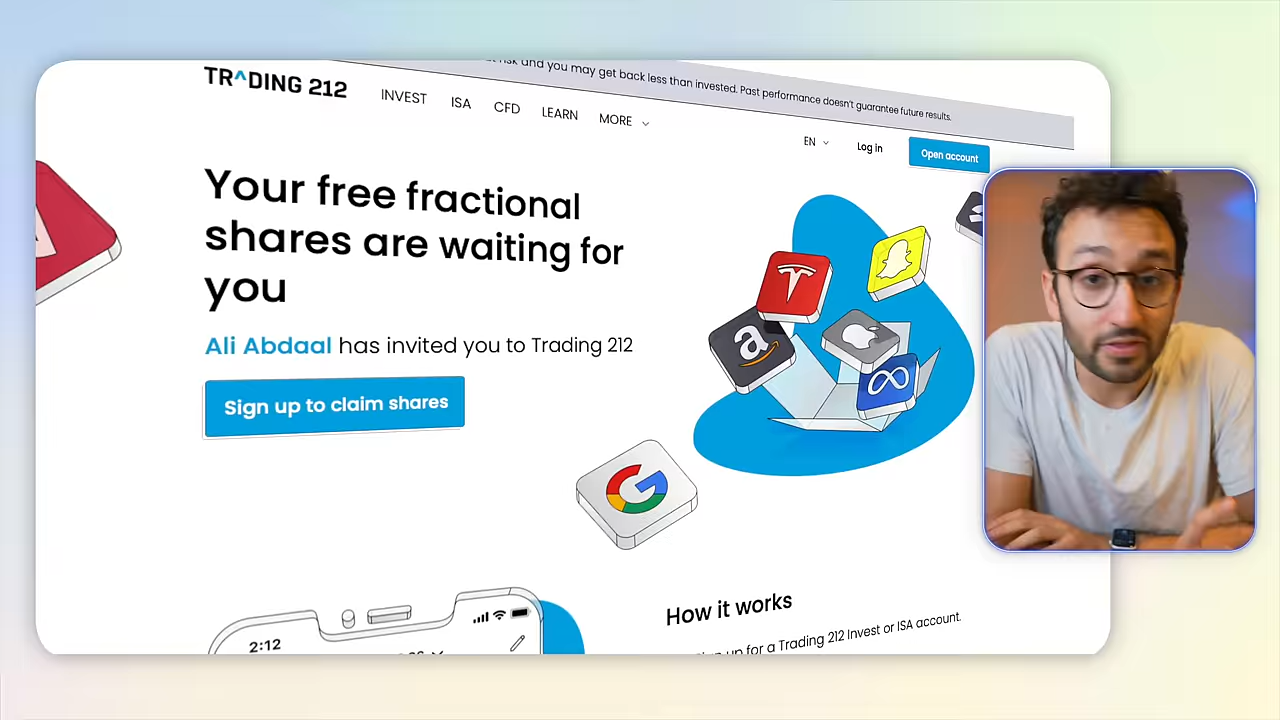 risk and you may get back less than invested. Past performance doesn't guarantee future results.
TR^DING 212
INVEST
ISA
CFD
LEARN
MORE
EN
Log in
Open account
Your free fractional
shares are waiting for
you
Ali Abdaal has invited you to Trading 212
Sign up to claim shares
How it works
up for a Trading 212 Invest or ISA account.
2:12